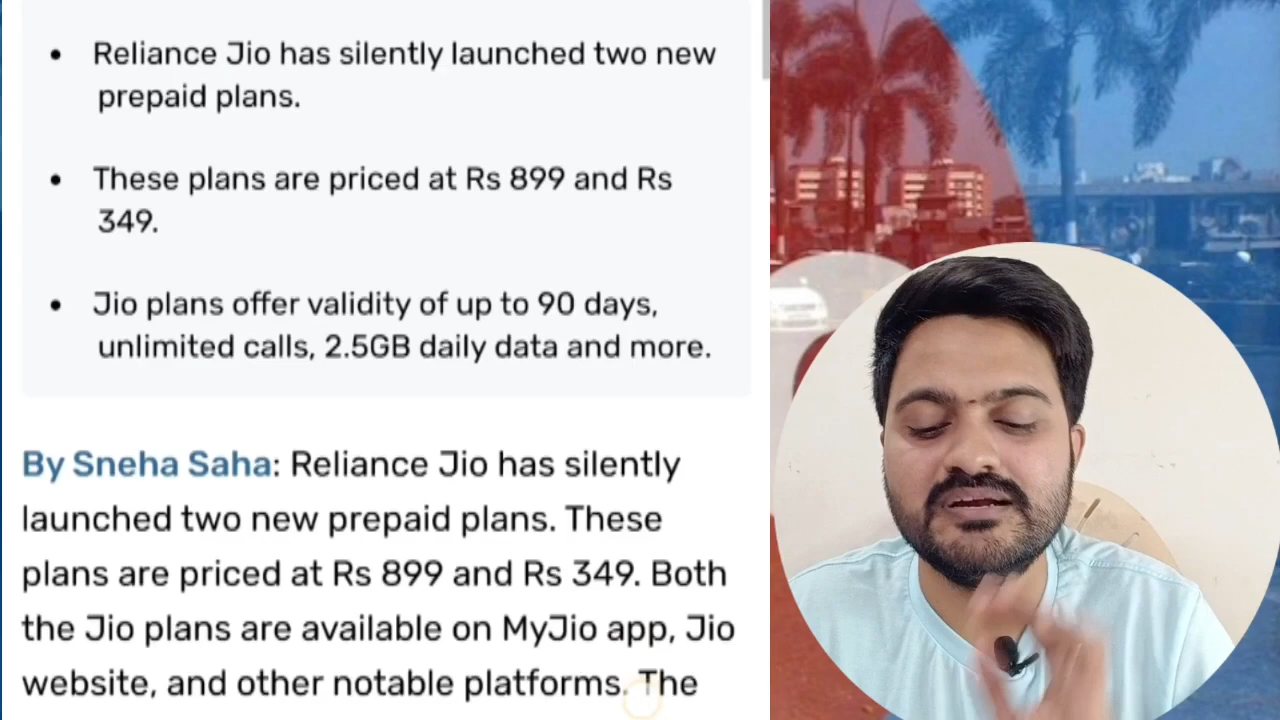 Reliance Jio has silently launched two new
prepaid plans.
These plans are priced at Rs 899 and Rs
349.
Jio plans offer validity of up to 90 days,
unlimited calls, 2.5GB daily data and more.
By Sneha Saha: Reliance Jio has silently
launched two new prepaid plans. These
plans are priced at Rs 899 and Rs 349. Both
the Jio plans are available on MyJio app, Jio
website, and other notable platforms. The